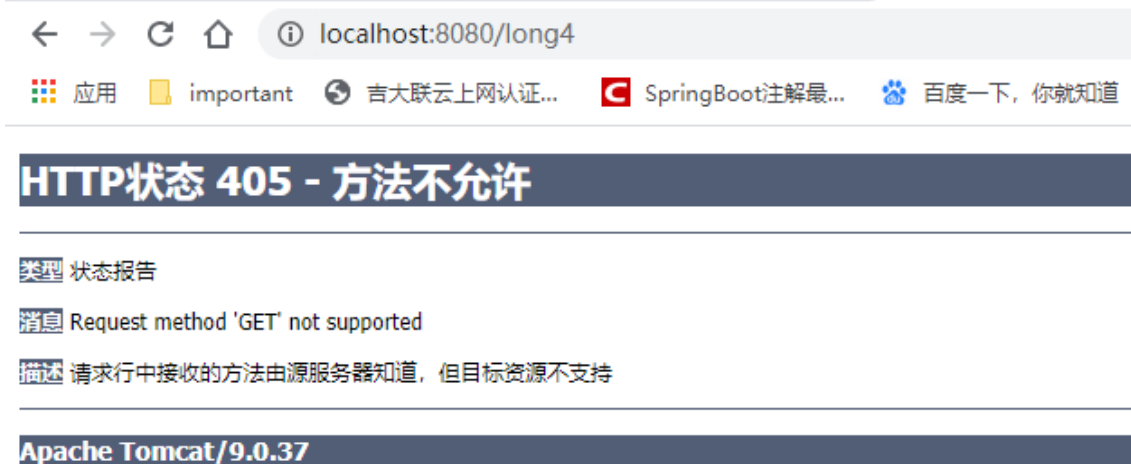 localhost:8080/long4
应用 important 吉大联云上网认证... SpringBoot注解最... 百度一下，你就知道
HTTP状态 405 - 方法不允许
类型 状态报告
消息 Request method 'GET' not supported
描述 请求行中接收的方法由源服务器知道，但目标资源不支持
Apache Tomcat/9.0.37